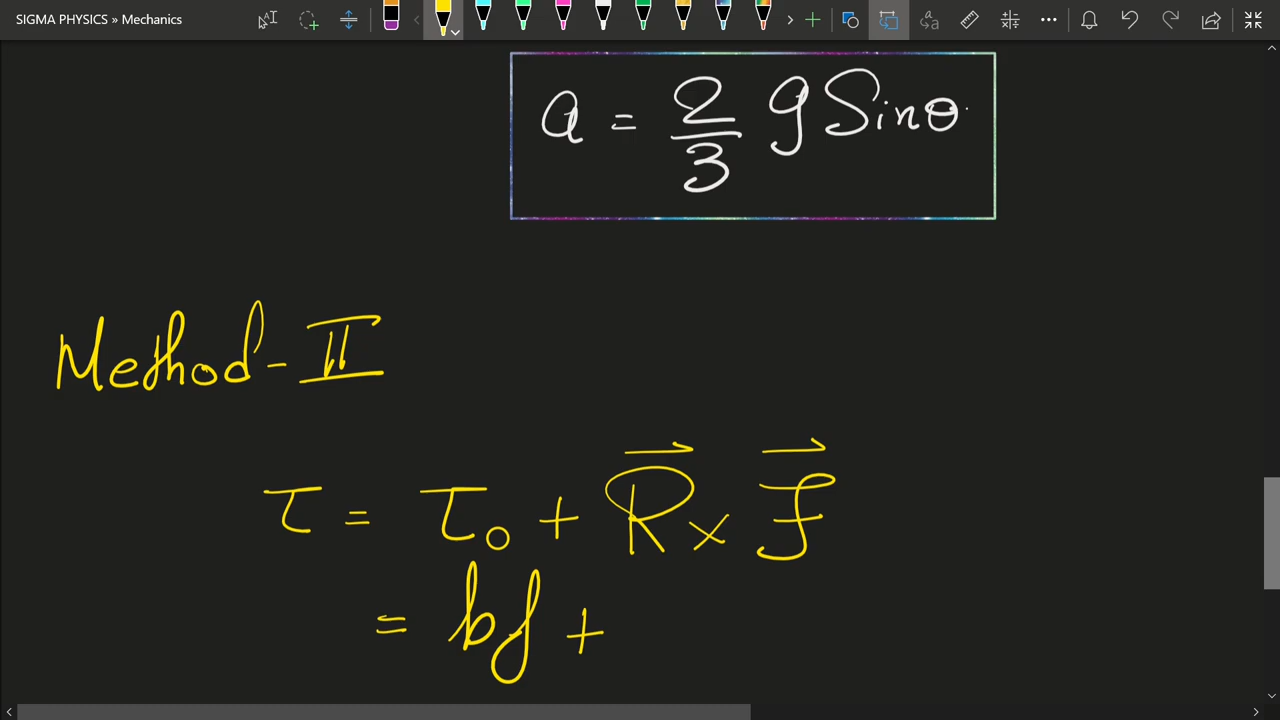 SIGMA PHYSICS » Mechanics
a = 2/3 g Sinθ
Method - II
τ = τ₀ + R⃗ × f⃗
= bf +